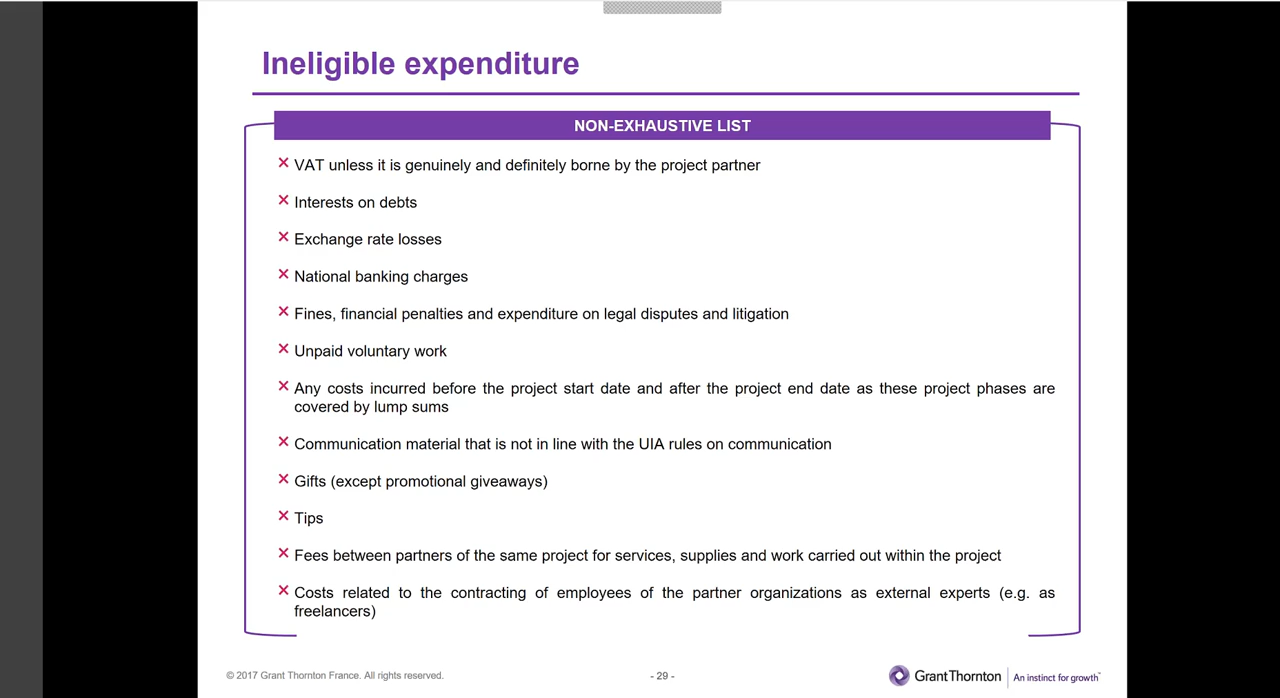 Ineligible expenditure
NON-EXHAUSTIVE LIST
× VAT unless it is genuinely and definitely borne by the project partner
× Interests on debts
× Exchange rate losses
× National banking charges
× Fines, financial penalties and expenditure on legal disputes and litigation
× Unpaid voluntary work
× Any costs incurred before the project start date and after the project end date as these project phases are
covered by lump sums
× Communication material that is not in line with the UIA rules on communication
× Gifts (except promotional giveaways)
× Tips
× Fees between partners of the same project for services, supplies and work carried out within the project
× Costs related to the contracting of employees of the partner organizations as external experts (e.g. as
freelancers)
© 2017 Grant Thornton France. All rights reserved.
- 29 -
GrantThornton
An instinct for growth™